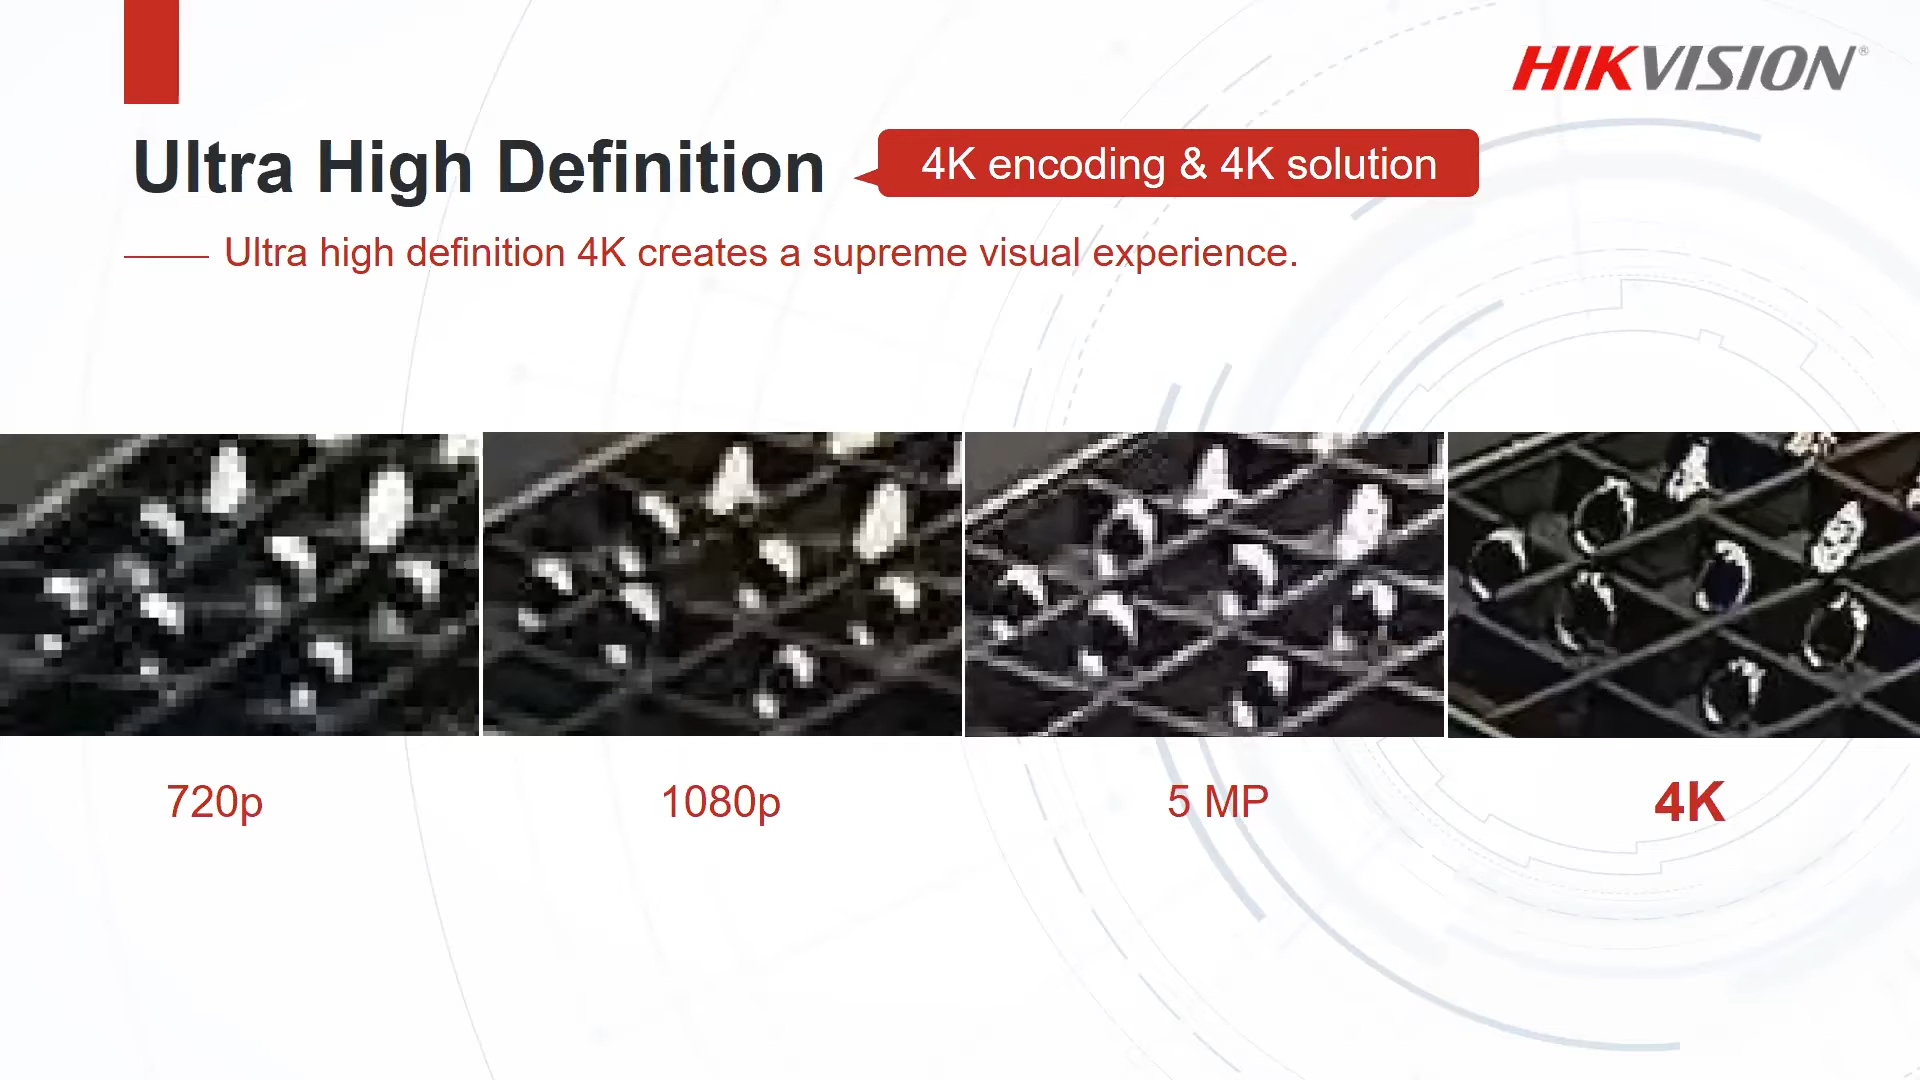 HIKVISION®
Ultra High Definition
4K encoding & 4K solution
Ultra high definition 4K creates a supreme visual experience.
720p
1080p
5 MP
4K